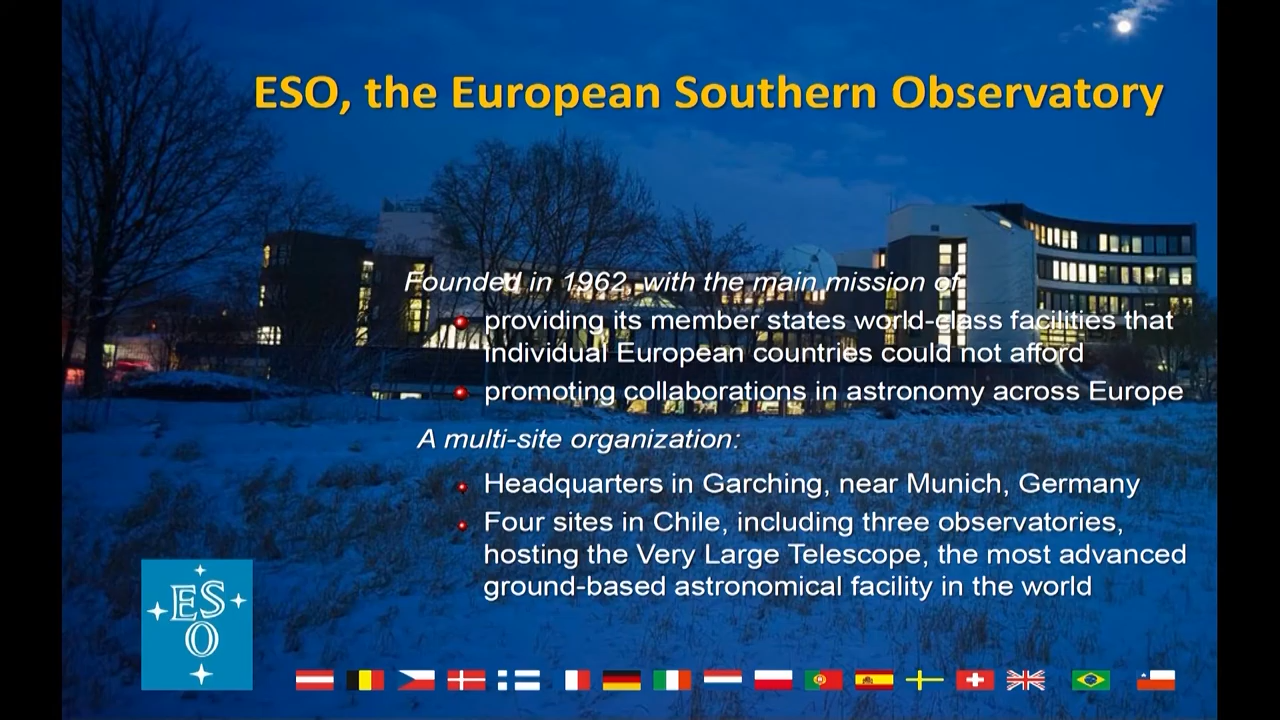 ESO, the European Southern Observatory
Founded in 1962, with the main mission of
providing its member states world-class facilities that
individual European countries could not afford
promoting collaborations in astronomy across Europe
A multi-site organization:
Headquarters in Garching, near Munich, Germany
Four sites in Chile, including three observatories,
hosting the Very Large Telescope, the most advanced
ground-based astronomical facility in the world
ES
O